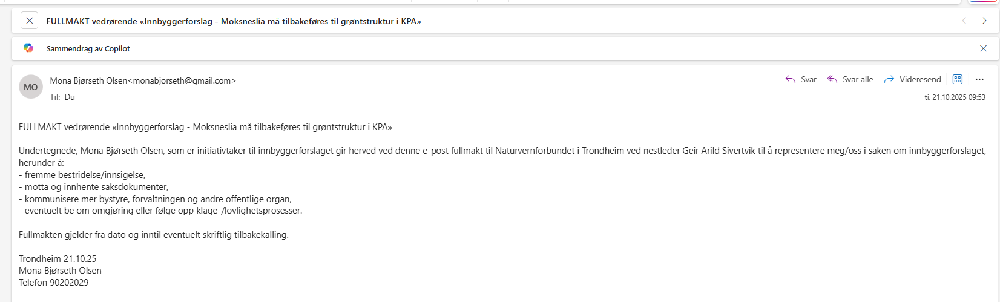 FULLMAKT vedrørende «Innbyggerforslag - Moksneslia må tilbakeføres til grøntstruktur i KPA»
Sammendrag av Copilot
MO
Mona Bjørseth Olsen<monabjorseth@gmail.com>
Til: Du
Svar
Svar alle
Videresend
ti. 21.10.2025 09:53
FULLMAKT vedrørende «Innbyggerforslag - Moksneslia må tilbakeføres til grøntstruktur i KPA»
Undertegnede, Mona Bjørseth Olsen, som er initiativtaker til innbyggerforslaget gir herved ved denne e-post fullmakt til Naturvernforbundet i Trondheim ved nestleder Geir Arild Sivertvik til å representere meg/oss i saken om innbyggerforslaget,
herunder å:
- fremme bestridelse/innsigelse,
- motta og innhente saksdokumenter,
- kommunisere mer bystyre, forvaltningen og andre offentlige organ,
- eventuelt be om omgjøring eller følge opp klage-/lovlighetsprosesser.
Fullmakten gjelder fra dato og inntil eventuelt skriftlig tilbakekalling.
Trondheim 21.10.25
Mona Bjørseth Olsen
Telefon 90202029